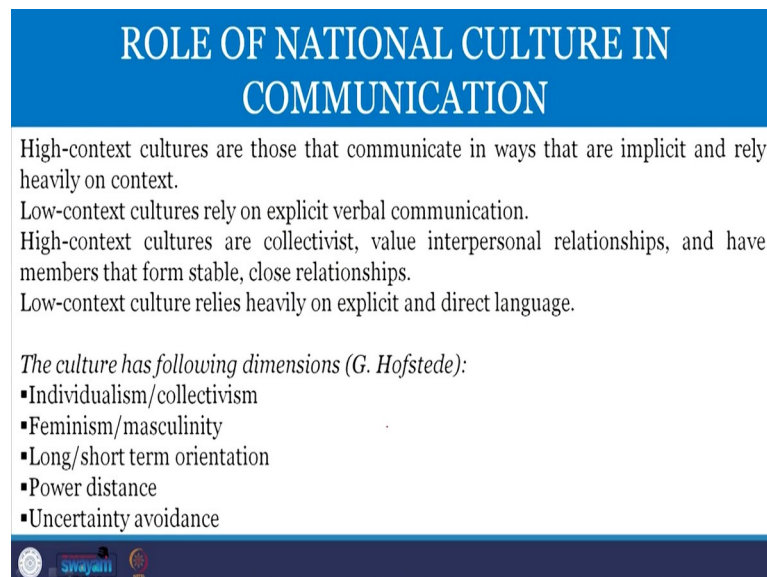 ROLE OF NATIONAL CULTURE IN
COMMUNICATION
High-context cultures are those that communicate in ways that are implicit and rely
heavily on context.
Low-context cultures rely on explicit verbal communication.
High-context cultures are collectivist, value interpersonal relationships, and have
members that form stable, close relationships.
Low-context culture relies heavily on explicit and direct language.
The culture has following dimensions (G. Hofstede):
▪Individualism/collectivism
▪Feminism/masculinity
▪Long/short term orientation
▪Power distance
▪Uncertainty avoidance
swayam